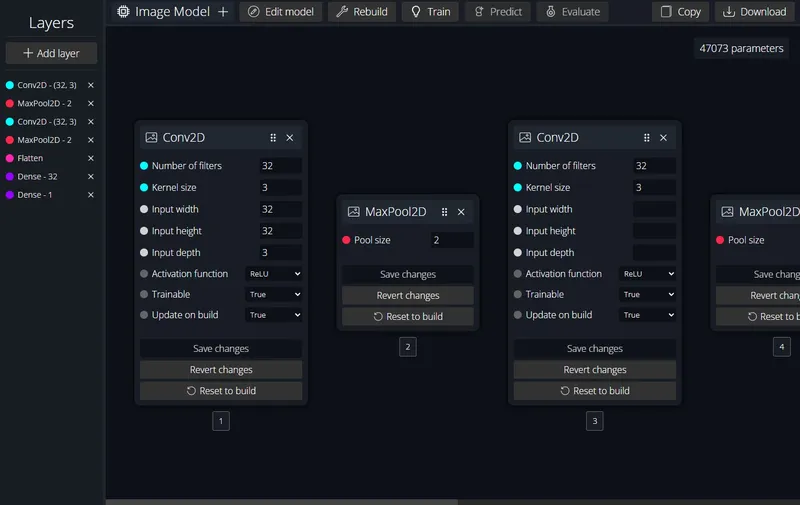 Layers
+ Add layer
Conv2D - (32, 3)
MaxPool2D - 2
Conv2D - (32, 3)
MaxPool2D - 2
Flatten
Dense - 32
Dense - 1
Image Model + Edit model Rebuild Train Predict Evaluate Copy Download
47073 parameters
Conv2D
Number of filters 32
Kernel size 3
Input width 32
Input height 32
Input depth 3
Activation function ReLU
Trainable True
Update on build True
Save changes
Revert changes
Reset to build
1
MaxPool2D
Pool size 2
Save changes
Revert changes
Reset to build
2
Conv2D
Number of filters 32
Kernel size 3
Input width
Input height
Input depth
Activation function ReLU
Trainable True
Update on build True
Save changes
Revert changes
Reset to build
3
MaxPool2D
Pool size
Save chang
Revert chang
Reset to bu
4